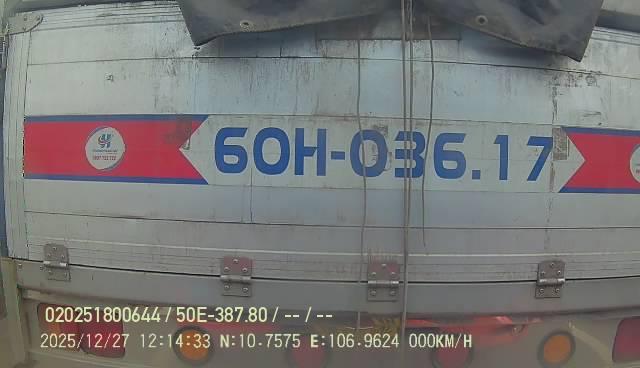 60H-036.17
020251800644 / 50E-387.80 / -- / --
2025/12/27 12:14:33 N:10.7575 E:106.9624 000KM/H